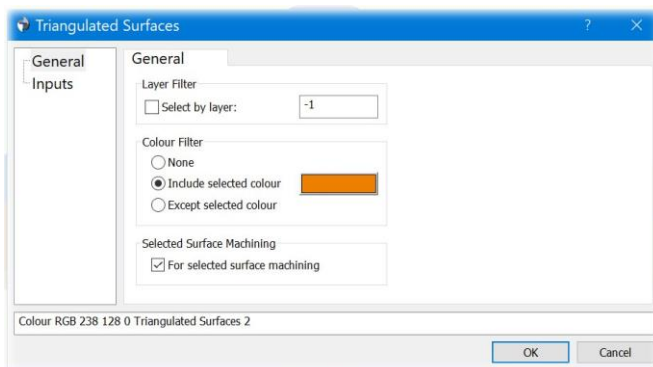 Triangulated Surfaces
General
Inputs
General
Layer Filter
Select by layer:
-1
Colour Filter
None
Include selected colour
Except selected colour
Selected Surface Machining
For selected surface machining
Colour RGB 238 128 0 Triangulated Surfaces 2
OK
Cancel